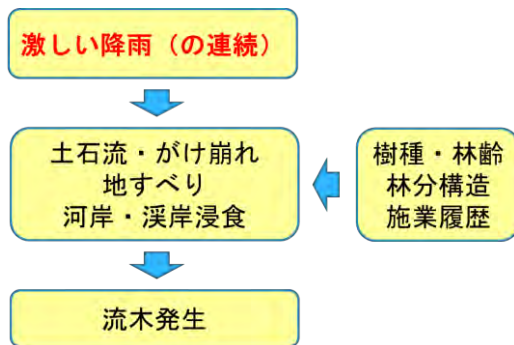 激しい降雨（の連続）
土石流・がけ崩れ
地すべり
河岸・渓岸浸食
樹種・林齢
林分構造
施業履歴
流木発生